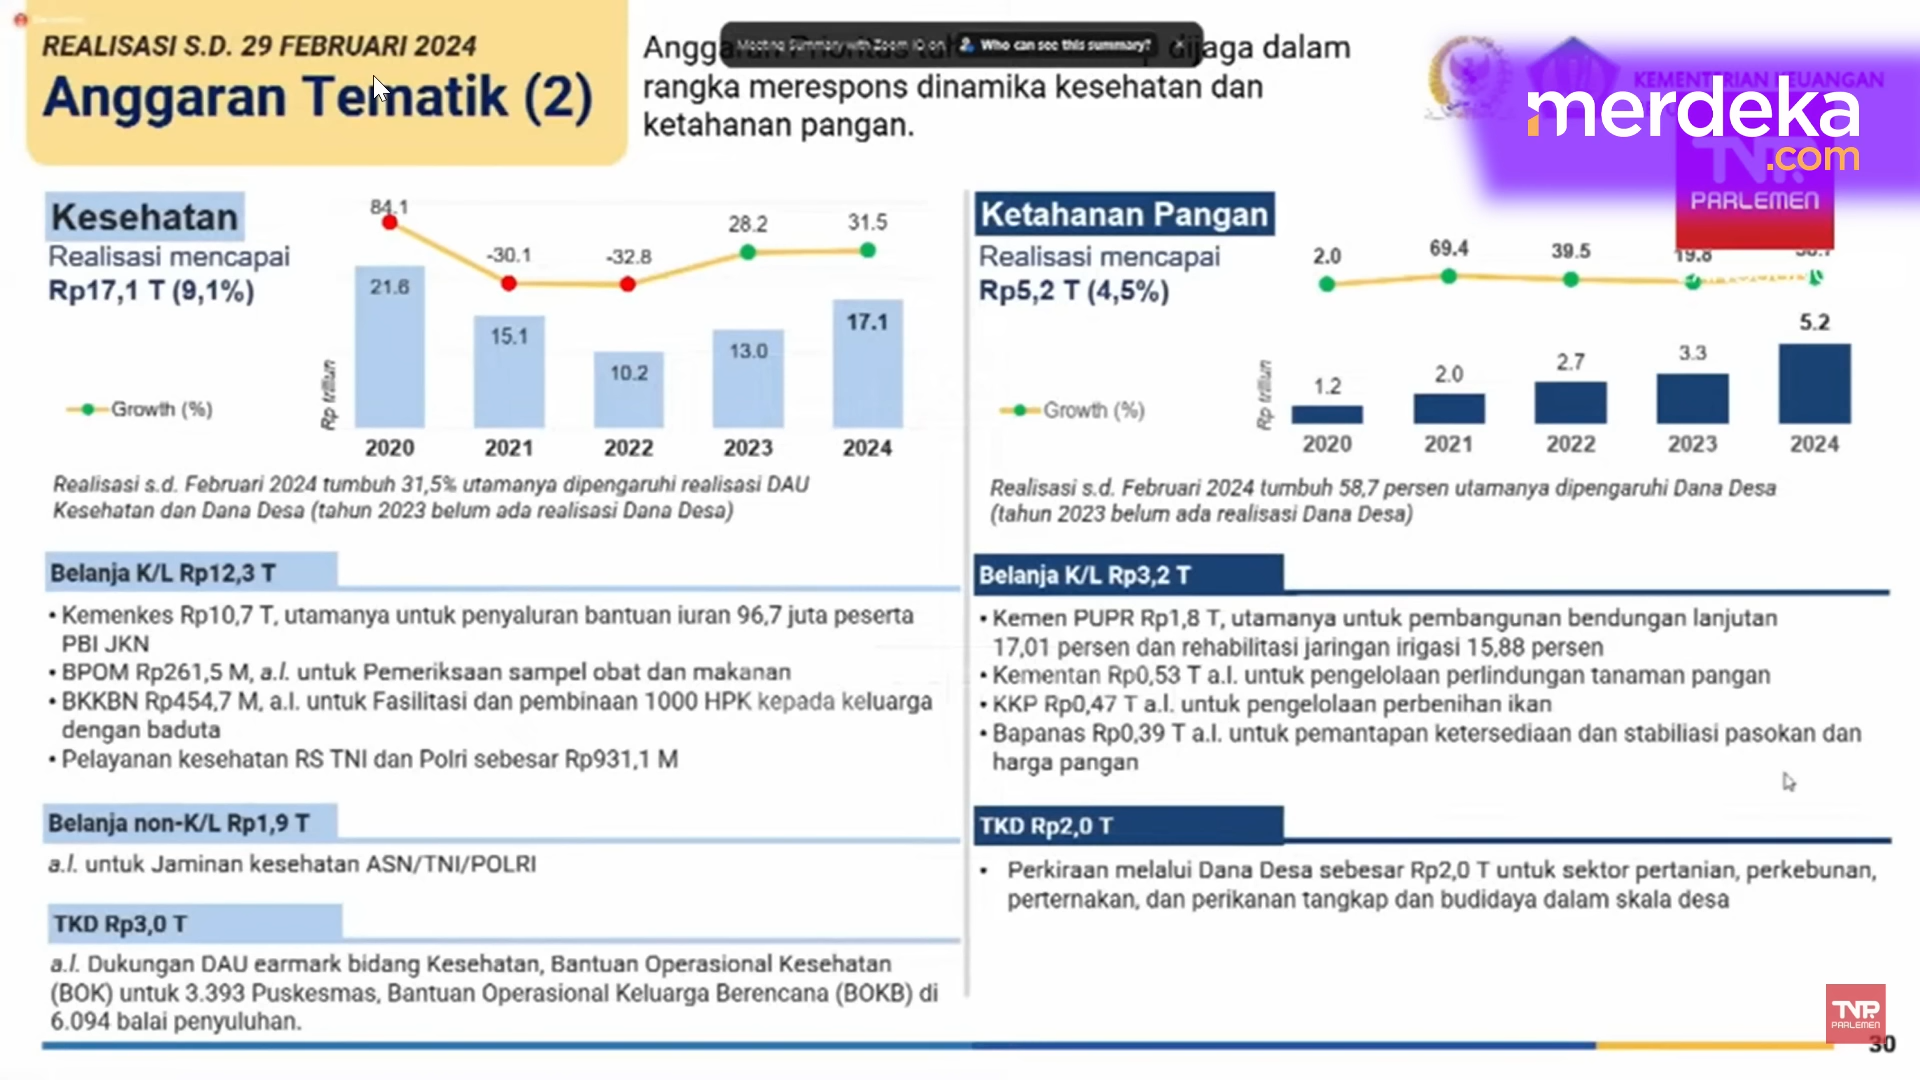 REALISASI S.D. 29 FEBRUARI 2024
Anggaran Tematik (2)
Who can see this summary?
dijaga dalam
rangka merespons dinamika kesehatan dan
ketahanan pangan.
KEMENTERIAN KEUANGAN
merdeka
.com
TVR
PARLEMEN
Kesehatan
Realisasi mencapai
Rp17,1 T (9,1%)
84.1
-30.1
-32.8
28.2
31.5
21.6
15.1
10.2
13.0
17.1
Rp triliun
Growth (%)
2020
2021
2022
2023
2024
Realisasi s.d. Februari 2024 tumbuh 31,5% utamanya dipengaruhi realisasi DAU
Kesehatan dan Dana Desa (tahun 2023 belum ada realisasi Dana Desa)
Belanja K/L Rp12,3 T
• Kemenkes Rp10,7 T, utamanya untuk penyaluran bantuan iuran 96,7 juta peserta
PBI JKN
• BPOM Rp261,5 M, a.l. untuk Pemeriksaan sampel obat dan makanan
• BKKBN Rp454,7 M, a.l. untuk Fasilitasi dan pembinaan 1000 HPK kepada keluarga
dengan baduta
• Pelayanan kesehatan RS TNI dan Polri sebesar Rp931,1 M
Belanja non-K/L Rp1,9 T
a.l. untuk Jaminan kesehatan ASN/TNI/POLRI
TKD Rp3,0 T
a.l. Dukungan DAU earmark bidang Kesehatan, Bantuan Operasional Kesehatan
(BOK) untuk 3.393 Puskesmas, Bantuan Operasional Keluarga Berencana (BOKB) di
6.094 balai penyuluhan.
Ketahanan Pangan
Realisasi mencapai
Rp5,2 T (4,5%)
2.0
69.4
39.5
19.8
1.2
2.0
2.7
3.3
5.2
Rp triliun
Growth (%)
2020
2021
2022
2023
2024
Realisasi s.d. Februari 2024 tumbuh 58,7 persen utamanya dipengaruhi Dana Desa
(tahun 2023 belum ada realisasi Dana Desa)
Belanja K/L Rp3,2 T
• Kemen PUPR Rp1,8 T, utamanya untuk pembangunan bendungan lanjutan
17,01 persen dan rehabilitasi jaringan irigasi 15,88 persen
• Kementan Rp0,53 T a.l. untuk pengelolaan perlindungan tanaman pangan
• KKP Rp0,47 T a.l. untuk pengelolaan perbenihan ikan
• Bapanas Rp0,39 T a.l. untuk pemantapan ketersediaan dan stabiliasi pasokan dan
harga pangan
TKD Rp2,0 T
• Perkiraan melalui Dana Desa sebesar Rp2,0 T untuk sektor pertanian, perkebunan,
perternakan, dan perikanan tangkap dan budidaya dalam skala desa
TVR
PARLEMEN
30